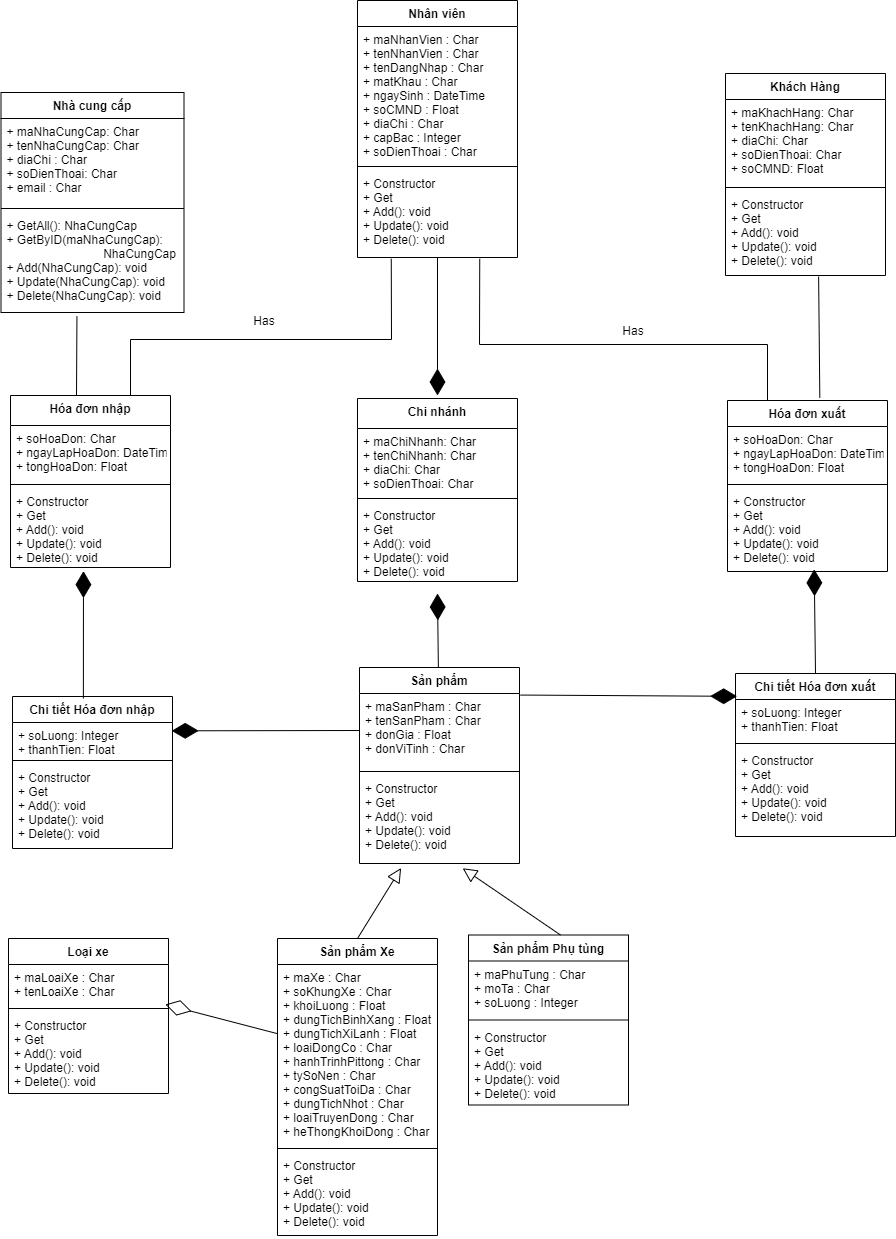 Nhân viên
+ maNhanVien : Char
+ tenNhanVien : Char
+ tenDangNhap : Char
+ matKhau : Char
+ ngaySinh : DateTime
+ soCMND : Float
+ diaChi : Char
+ capBac : Integer
+ soDienThoai : Char
+ Constructor
+ Get
+ Add(): void
+ Update(): void
+ Delete(): void
Nhà cung cấp
+ maNhaCungCap: Char
+ tenNhaCungCap: Char
+ diaChi : Char
+ soDienThoai: Char
+ email : Char
+ GetAll(): NhaCungCap
+ GetByID(maNhaCungCap):
NhaCungCap
+ Add(NhaCungCap): void
+ Update(NhaCungCap): void
+ Delete(NhaCungCap): void
Khách Hàng
+ maKhachHang: Char
+ tenKhachHang: Char
+ diaChi: Char
+ soDienThoai: Char
+ soCMND: Float
+ Constructor
+ Get
+ Add(): void
+ Update(): void
+ Delete(): void
Has
Has
Hóa đơn nhập
+ soHoaDon: Char
+ ngayLapHoaDon: DateTim
+ tongHoaDon: Float
+ Constructor
+ Get
+ Add(): void
+ Update(): void
+ Delete(): void
Chi nhánh
+ maChiNhanh: Char
+ tenChiNhanh: Char
+ diaChi: Char
+ soDienThoai: Char
+ Constructor
+ Get
+ Add(): void
+ Update(): void
+ Delete(): void
Hóa đơn xuất
+ soHoaDon: Char
+ ngayLapHoaDon: DateTim
+ tongHoaDon: Float
+ Constructor
+ Get
+ Add(): void
+ Update(): void
+ Delete(): void
Chi tiết Hóa đơn nhập
+ soLuong: Integer
+ thanhTien: Float
+ Constructor
+ Get
+ Add(): void
+ Update(): void
+ Delete(): void
Sản phẩm
+ maSanPham : Char
+ tenSanPham : Char
+ donGia : Float
+ donViTinh : Char
+ Constructor
+ Get
+ Add(): void
+ Update(): void
+ Delete(): void
Chi tiết Hóa đơn xuất
+ soLuong: Integer
+ thanhTien: Float
+ Constructor
+ Get
+ Add(): void
+ Update(): void
+ Delete(): void
Loại xe
+ maLoaiXe : Char
+ tenLoaiXe : Char
+ Constructor
+ Get
+ Add(): void
+ Update(): void
+ Delete(): void
Sản phẩm Xe
+ maXe : Char
+ soKhungXe : Char
+ khoiLuong : Float
+ dungTichBinhXang : Float
+ dungTichXiLanh : Float
+ loaiDongCo : Char
+ hanhTrinhPittong : Char
+ tySoNen : Char
+ congSuatToiDa : Char
+ dungTichNhot : Char
+ loaiTruyenDong : Char
+ heThongKhoiDong : Char
+ Constructor
+ Get
+ Add(): void
+ Update(): void
+ Delete(): void
Sản phẩm Phụ tùng
+ maPhuTung : Char
+ moTa : Char
+ soLuong : Integer
+ Constructor
+ Get
+ Add(): void
+ Update(): void
+ Delete(): void